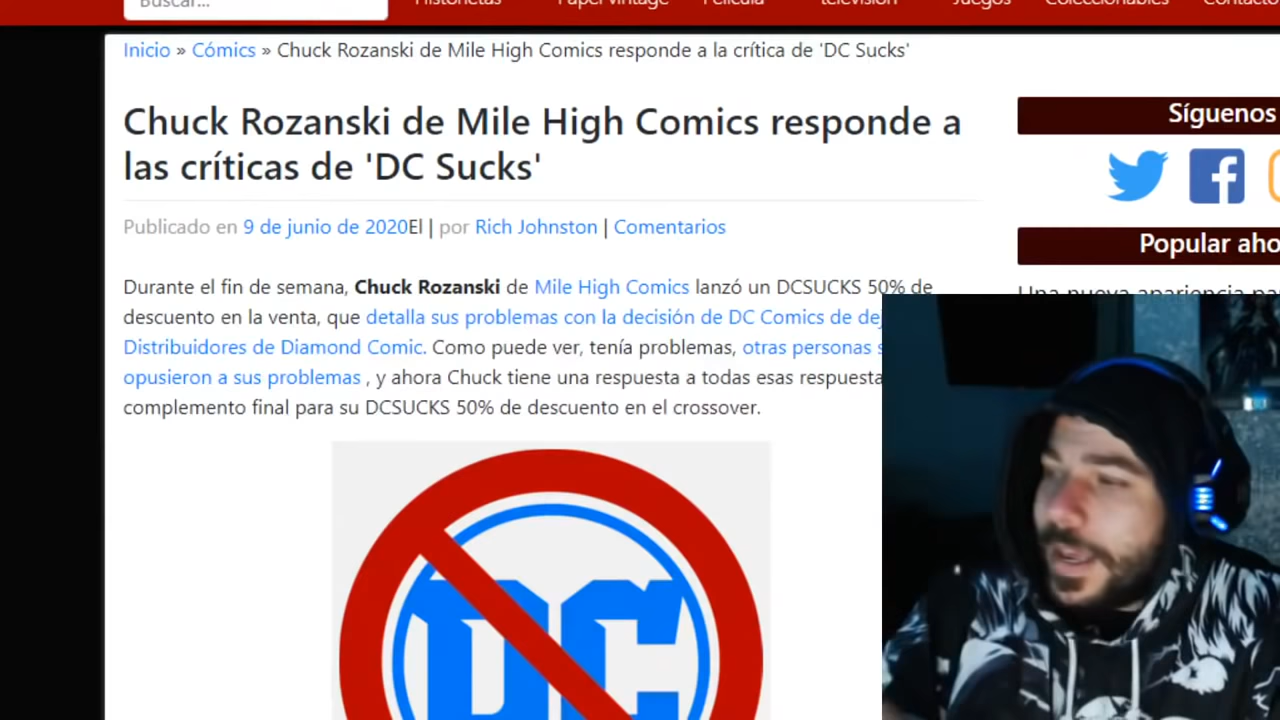 Buscar...
Historietas
Papel vintage
Película
televisión
Juegos
Coleccionables
Contacto
Inicio » Cómics » Chuck Rozanski de Mile High Comics responde a la crítica de 'DC Sucks'
Chuck Rozanski de Mile High Comics responde a
las críticas de 'DC Sucks'
Síguenos
Publicado en 9 de junio de 2020El | por Rich Johnston | Comentarios
Popular aho
Durante el fin de semana, Chuck Rozanski de Mile High Comics lanzó un DCSUCKS 50% de
descuento en la venta, que detalla sus problemas con la decisión de DC Comics de dej
Distribuidores de Diamond Comic. Como puede ver, tenía problemas, otras personas s
opusieron a sus problemas , y ahora Chuck tiene una respuesta a todas esas respuesta
complemento final para su DCSUCKS 50% de descuento en el crossover.
Una nueva apariencia pa
DC